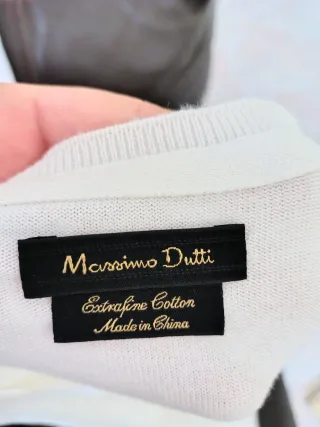 Massimo Dutti
Extrafine Cotton
Made in China